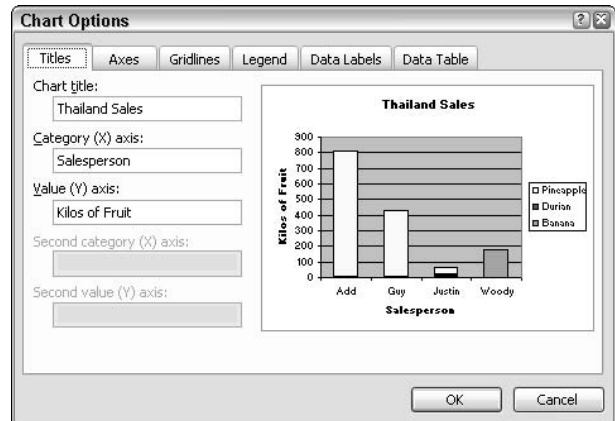 Chart Options
Titles Axes Gridlines Legend Data Labels Data Table
Chart title:
Thailand Sales
Category (X) axis:
Salesperson
Value (Y) axis:
Kilos of Fruit
Second category (X) axis:
Second value (Y) axis:
Thailand Sales
900
800
700
600
500
400
300
200
100
0
Kilos of Fruit
Add Guy Justin Woody
Salesperson
Pineapple
Durian
Banana
OK Cancel